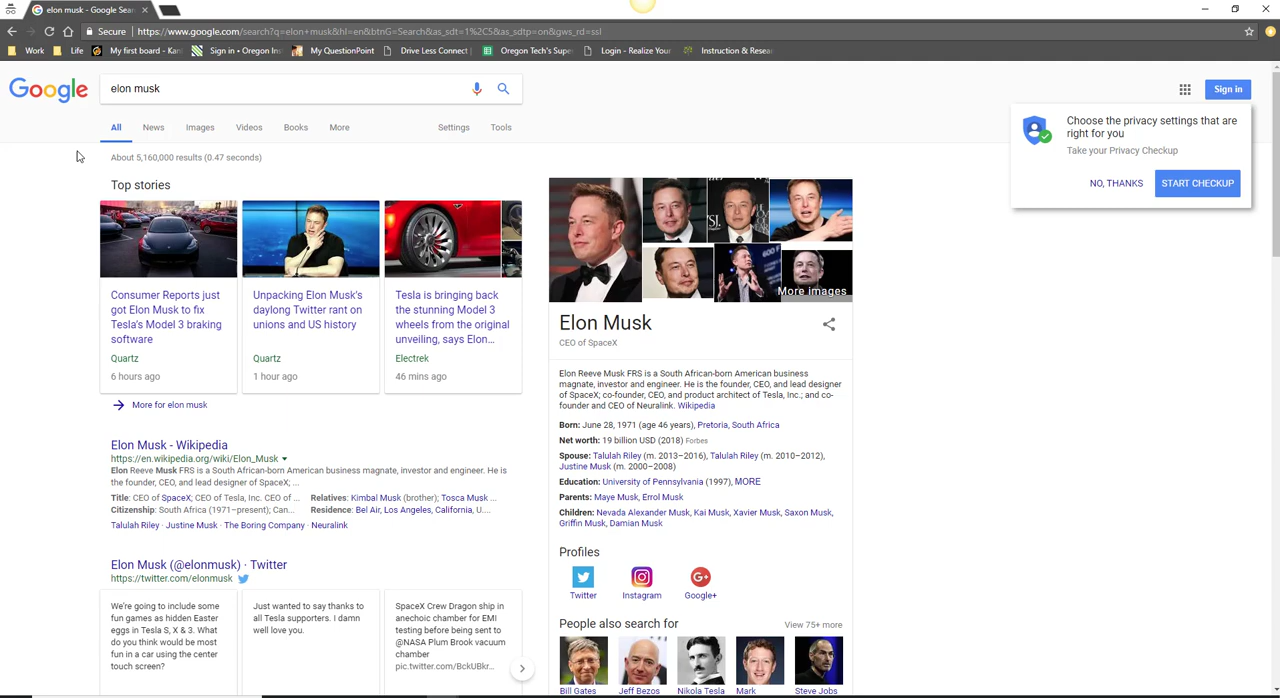 elon musk - Google Sear
Secure
https://www.google.com/search?q=elon+musk&hl=en&btnG=Search&as_sdt=1%2C5&as_sdtp=on&gws_rd=ssl
Work
Life
My first board - Kan
Sign in • Oregon Ins
My QuestionPoint
Drive Less Connect |
Oregon Tech's Supe
Login - Realize Your
Instruction & Resea
Google
elon musk
Sign in
All
News
Images
Videos
Books
More
Settings
Tools
Choose the privacy settings that are
right for you
Take your Privacy Checkup
NO, THANKS
START CHECKUP
About 5,160,000 results (0.47 seconds)
Top stories
Consumer Reports just
got Elon Musk to fix
Tesla's Model 3 braking
software
Quartz
6 hours ago
Unpacking Elon Musk's
daylong Twitter rant on
unions and US history
Quartz
1 hour ago
Tesla is bringing back
the stunning Model 3
wheels from the original
unveiling, says Elon...
Electrek
46 mins ago
More for elon musk
Elon Musk - Wikipedia
https://en.wikipedia.org/wiki/Elon_Musk
Elon Reeve Musk FRS is a South African-born American business magnate, investor and engineer. He is
the founder, CEO, and lead designer of SpaceX; ...
Title: CEO of SpaceX; CEO of Tesla, Inc. CEO of ...
Relatives: Kimbal Musk (brother); Tosca Musk ...
Citizenship: South Africa (1971–present); Can...
Residence: Bel Air, Los Angeles, California, U....
Talulah Riley · Justine Musk · The Boring Company · Neuralink
Elon Musk (@elonmusk) · Twitter
https://twitter.com/elonmusk
We're going to include some
fun games as hidden Easter
eggs in Tesla S, X & 3. What
do you think would be most
fun in a car using the center
touch screen?
Just wanted to say thanks to
all Tesla supporters. I damn
well love you.
SpaceX Crew Dragon ship in
anechoic chamber for EMI
testing before being sent to
@NASA Plum Brook vacuum
chamber
pic.twitter.com/BckUBkr...
More images
Elon Musk
CEO of SpaceX
Elon Reeve Musk FRS is a South African-born American business
magnate, investor and engineer. He is the founder, CEO, and lead designer
of SpaceX; co-founder, CEO, and product architect of Tesla, Inc.; and co-
founder and CEO of Neuralink. Wikipedia
Born: June 28, 1971 (age 46 years), Pretoria, South Africa
Net worth: 19 billion USD (2018) Forbes
Spouse: Talulah Riley (m. 2013–2016), Talulah Riley (m. 2010–2012),
Justine Musk (m. 2000–2008)
Education: University of Pennsylvania (1997), MORE
Parents: Maye Musk, Errol Musk
Children: Nevada Alexander Musk, Kai Musk, Xavier Musk, Saxon Musk,
Griffin Musk, Damian Musk
Profiles
Twitter
Instagram
Google+
People also search for
View 75+ more
Bill Gates
Jeff Bezos
Nikola Tesla
Mark
Steve Jobs